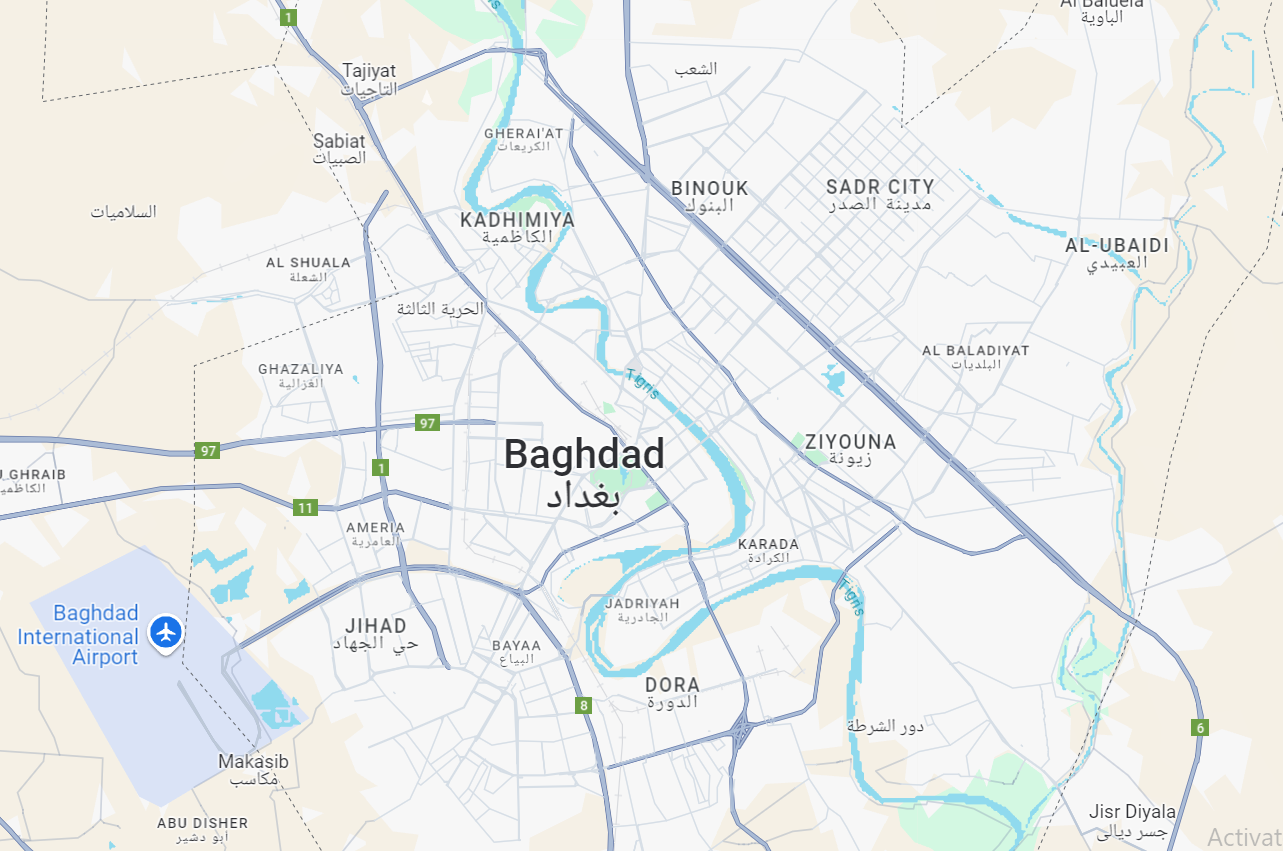 Al Baldeia
الباوية
1
Tajiyat
التاجيات
الشعب
GHERAI'AT
الكريعات
Sabiat
الصبيات
BINOUK
البنوك
SADR CITY
مدينة الصدر
السلاميات
KADHIMIYA
الكاظمية
AL-UBAIDI
العبيدي
AL SHUALA
الشعلة
الحرية الثالثة
AL BALADIYAT
البلديات
GHAZALIYA
الغزالية
Tigris
97
97
ZIYOUNA
زيونة
Baghdad
بغداد
1
GHRAIB
11
AMERIA
العامرية
KARADA
الكرادة
Tigris
Baghdad
International
Airport
JADRIYAH
الجادرية
JIHAD
حي الجهاد
BAYAA
البياع
DORA
الدورة
8
دور الشرطة
6
Makasib
مكاسب
ABU DISHER
ابو دشير
Jisr Diyala
جسر ديالى
Activat